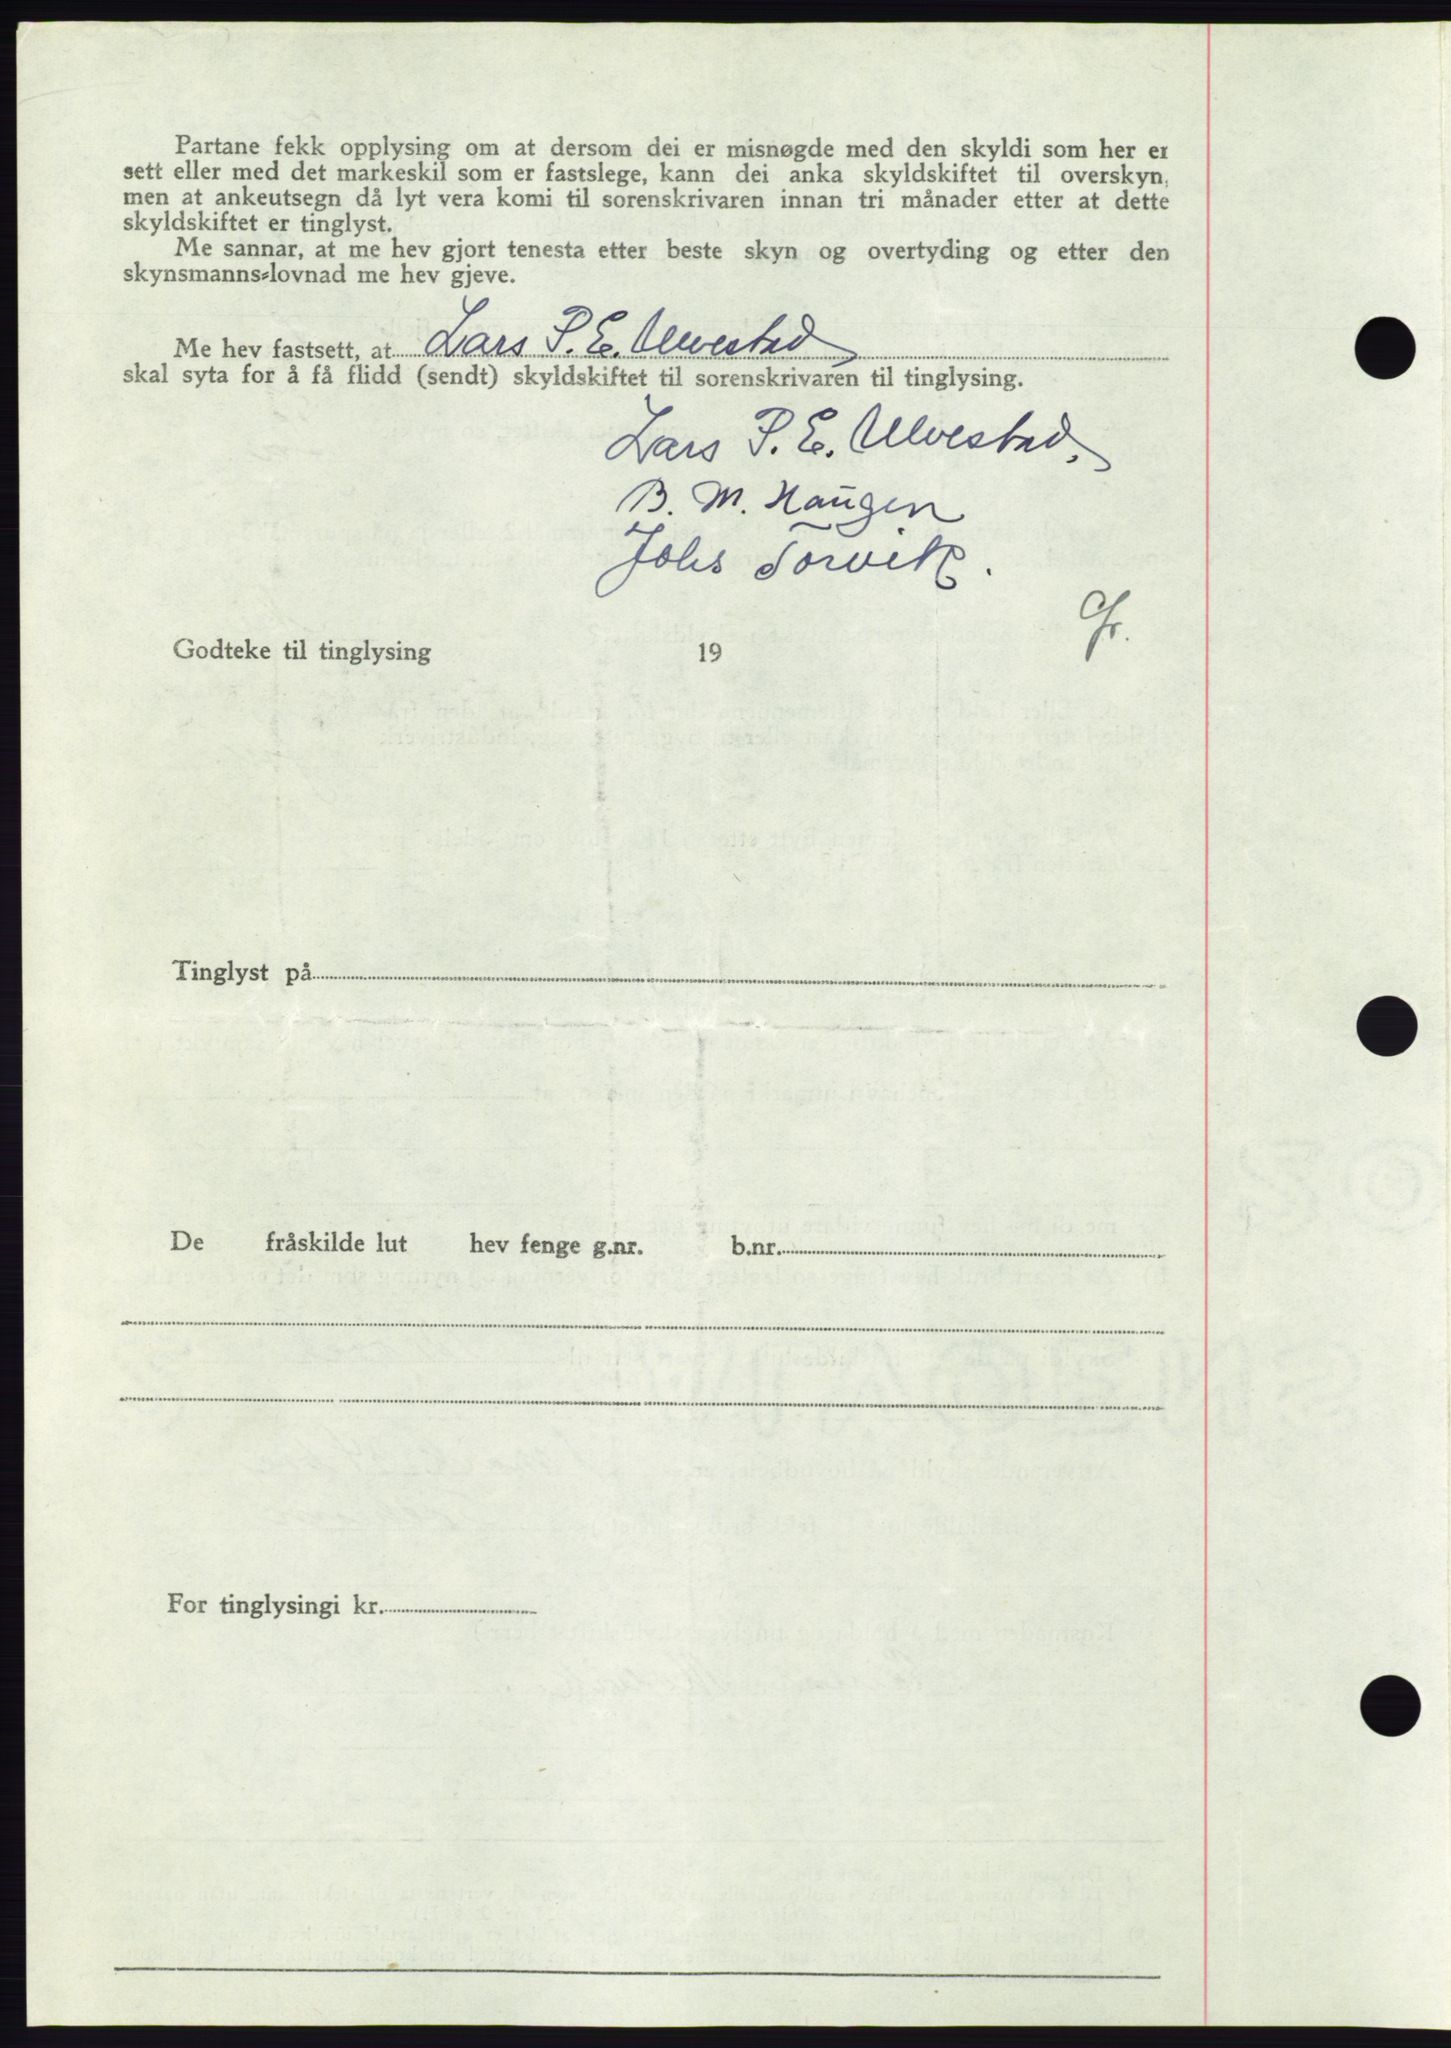 Partane fekk opplysing om at dersom dei er misnøgde med den skyldi som her er
sett eller med det markeskil som er fastslege, kann dei anka skyldskiftet til overskyn,
men at ankeutsegn då lyt vera komi til sorenskrivaren innan tri månader etter at dette
skyldskiftet er tinglyst.
Me sannar, at me hev gjort tenesta etter beste skyn og overtyding og etter den
skynsmanns-lovnad me hev gjeve.
Me hev fastsett, at Lars P. E. Ulvestad
skal syta for å få flidd (sendt) skyldskiftet til sorenskrivaren til tinglysing.
Lars P. E. Ulvestad.
B. M. Haugen
Johs Torvik.
Godteke til tinglysing 19
Tinglyst på
De fråskilde lut hev fenge g.nr. b.nr.
For tinglysingi kr.